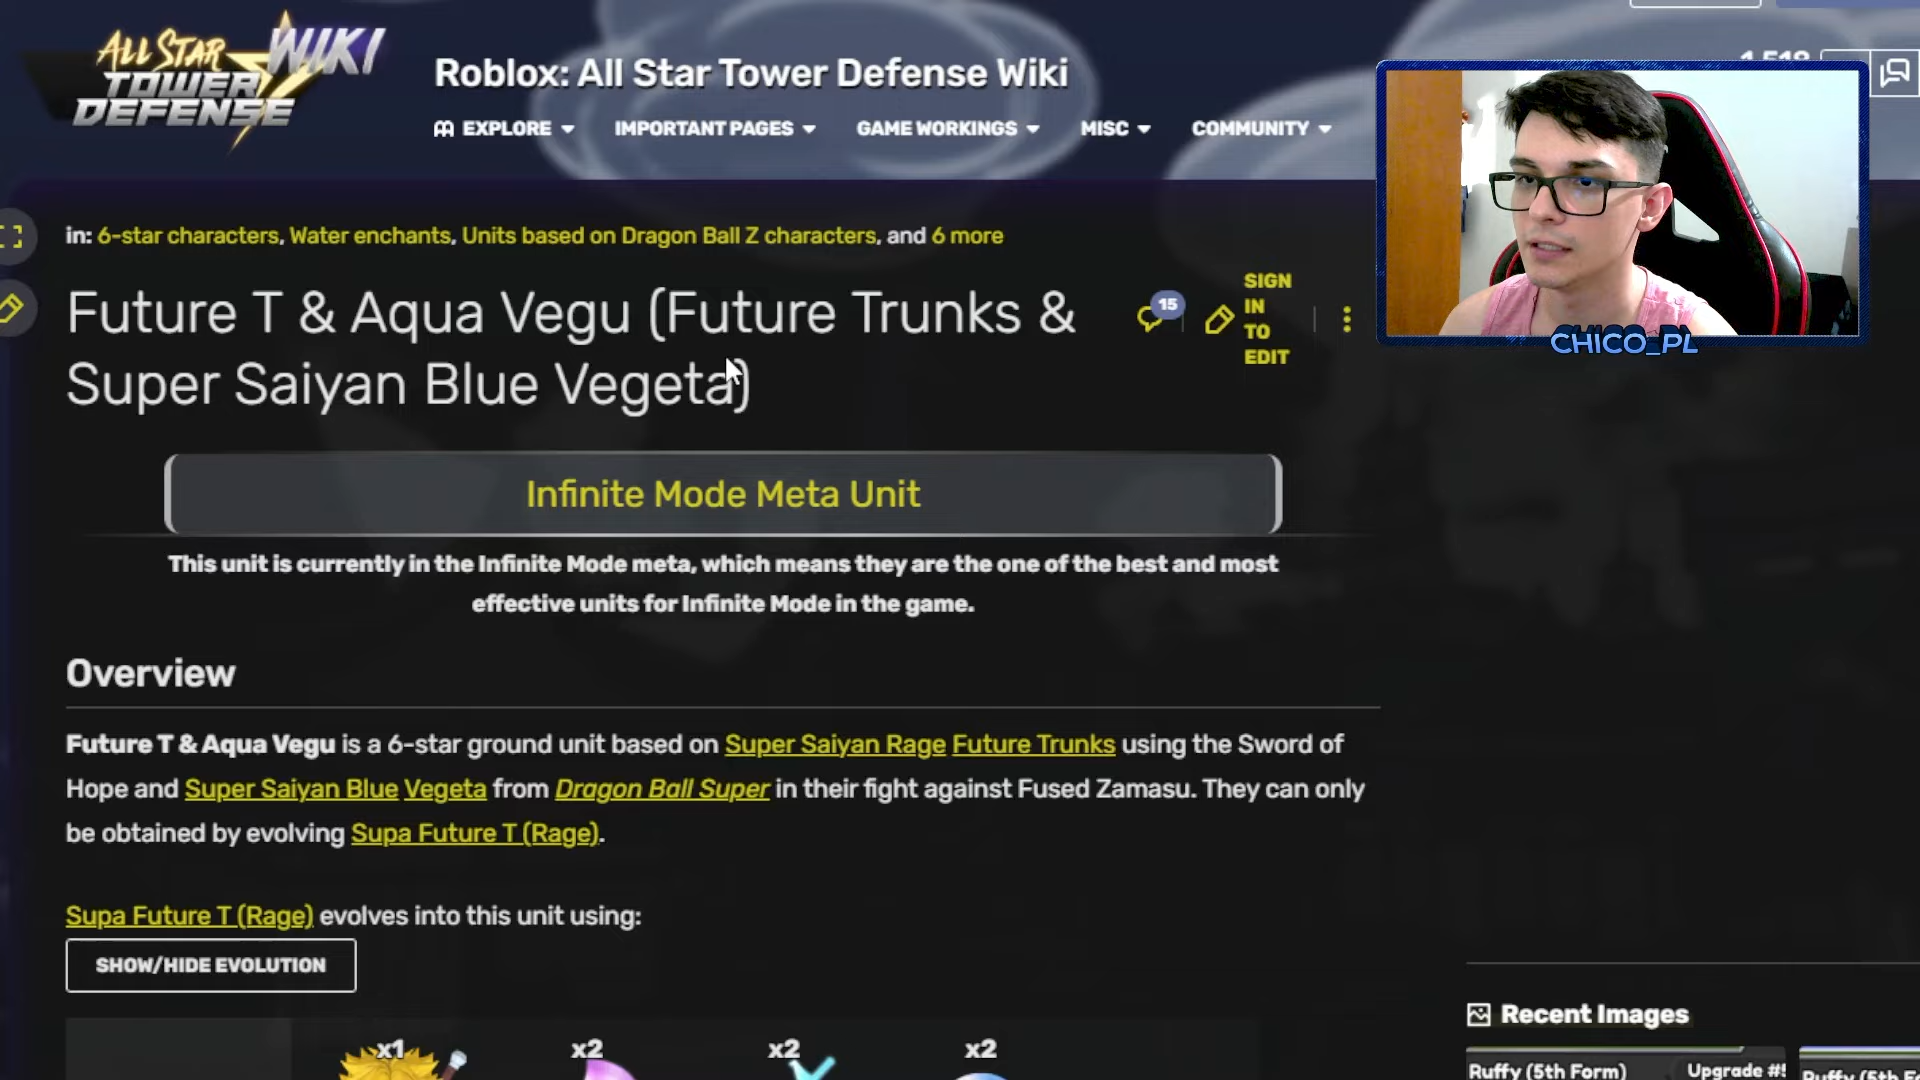 ALL STAR TOWER DEFENSE WIKI
Roblox: All Star Tower Defense Wiki
EXPLORE IMPORTANT PAGES GAME WORKINGS MISC COMMUNITY
in: 6-star characters, Water enchants, Units based on Dragon Ball Z characters, and 6 more
Future T & Aqua Vegu (Future Trunks &
Super Saiyan Blue Vegeta)
15
SIGN
IN
TO
EDIT
CHICO_PL
Infinite Mode Meta Unit
This unit is currently in the Infinite Mode meta, which means they are the one of the best and most
effective units for Infinite Mode in the game.
Overview
Future T & Aqua Vegu is a 6-star ground unit based on Super Saiyan Rage Future Trunks using the Sword of
Hope and Super Saiyan Blue Vegeta from Dragon Ball Super in their fight against Fused Zamasu. They can only
be obtained by evolving Supa Future T (Rage).
Supa Future T (Rage) evolves into this unit using:
SHOW/HIDE EVOLUTION
x1 x2 x2 x2
Recent Images
Ruffy (5th Form) Upgrade #5